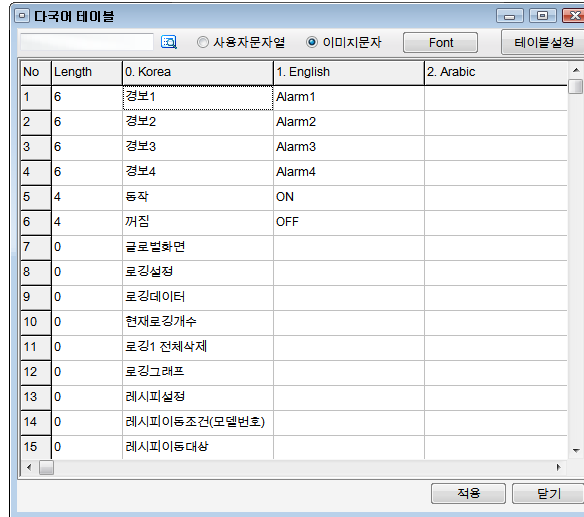 다국어 테이블
사용자문자열 이미지문자 Font 테이블설정
No Length 0. Korea 1. English 2. Arabic
1 6 경보1 Alarm1
2 6 경보2 Alarm2
3 6 경보3 Alarm3
4 6 경보4 Alarm4
5 4 동작 ON
6 4 꺼짐 OFF
7 0 글로벌화면
8 0 로깅설정
9 0 로깅데이터
10 0 현재로깅개수
11 0 로깅1 전체삭제
12 0 로깅그래프
13 0 레시피설정
14 0 레시피이동조건(모델번호)
15 0 레시피이동대상
적용 닫기